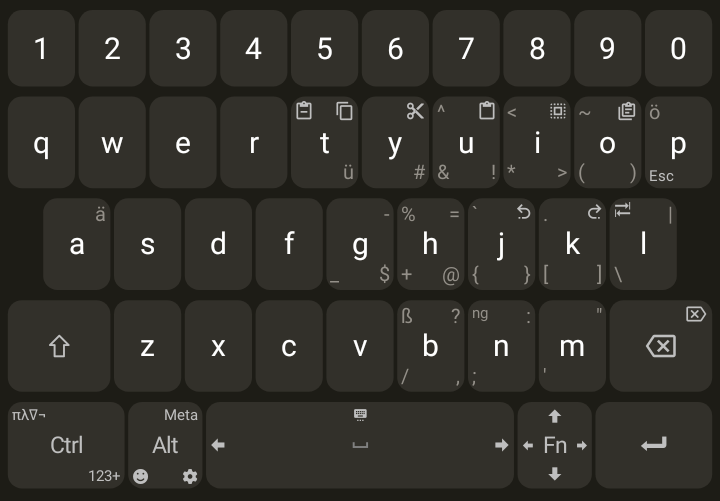 1 2 3 4 5 6 7 8 9 0
^ < ~ ö
q w e r t y u i o p
ü # & ! * > ( ) Esc
ä - % = ` . |
a s d f g h j k l
_ $ + @ { } [ ] \
ß ? ng : "
z x c v b n m
/ , ; '
πλ∇¬ Meta
Ctrl Alt Fn
123+